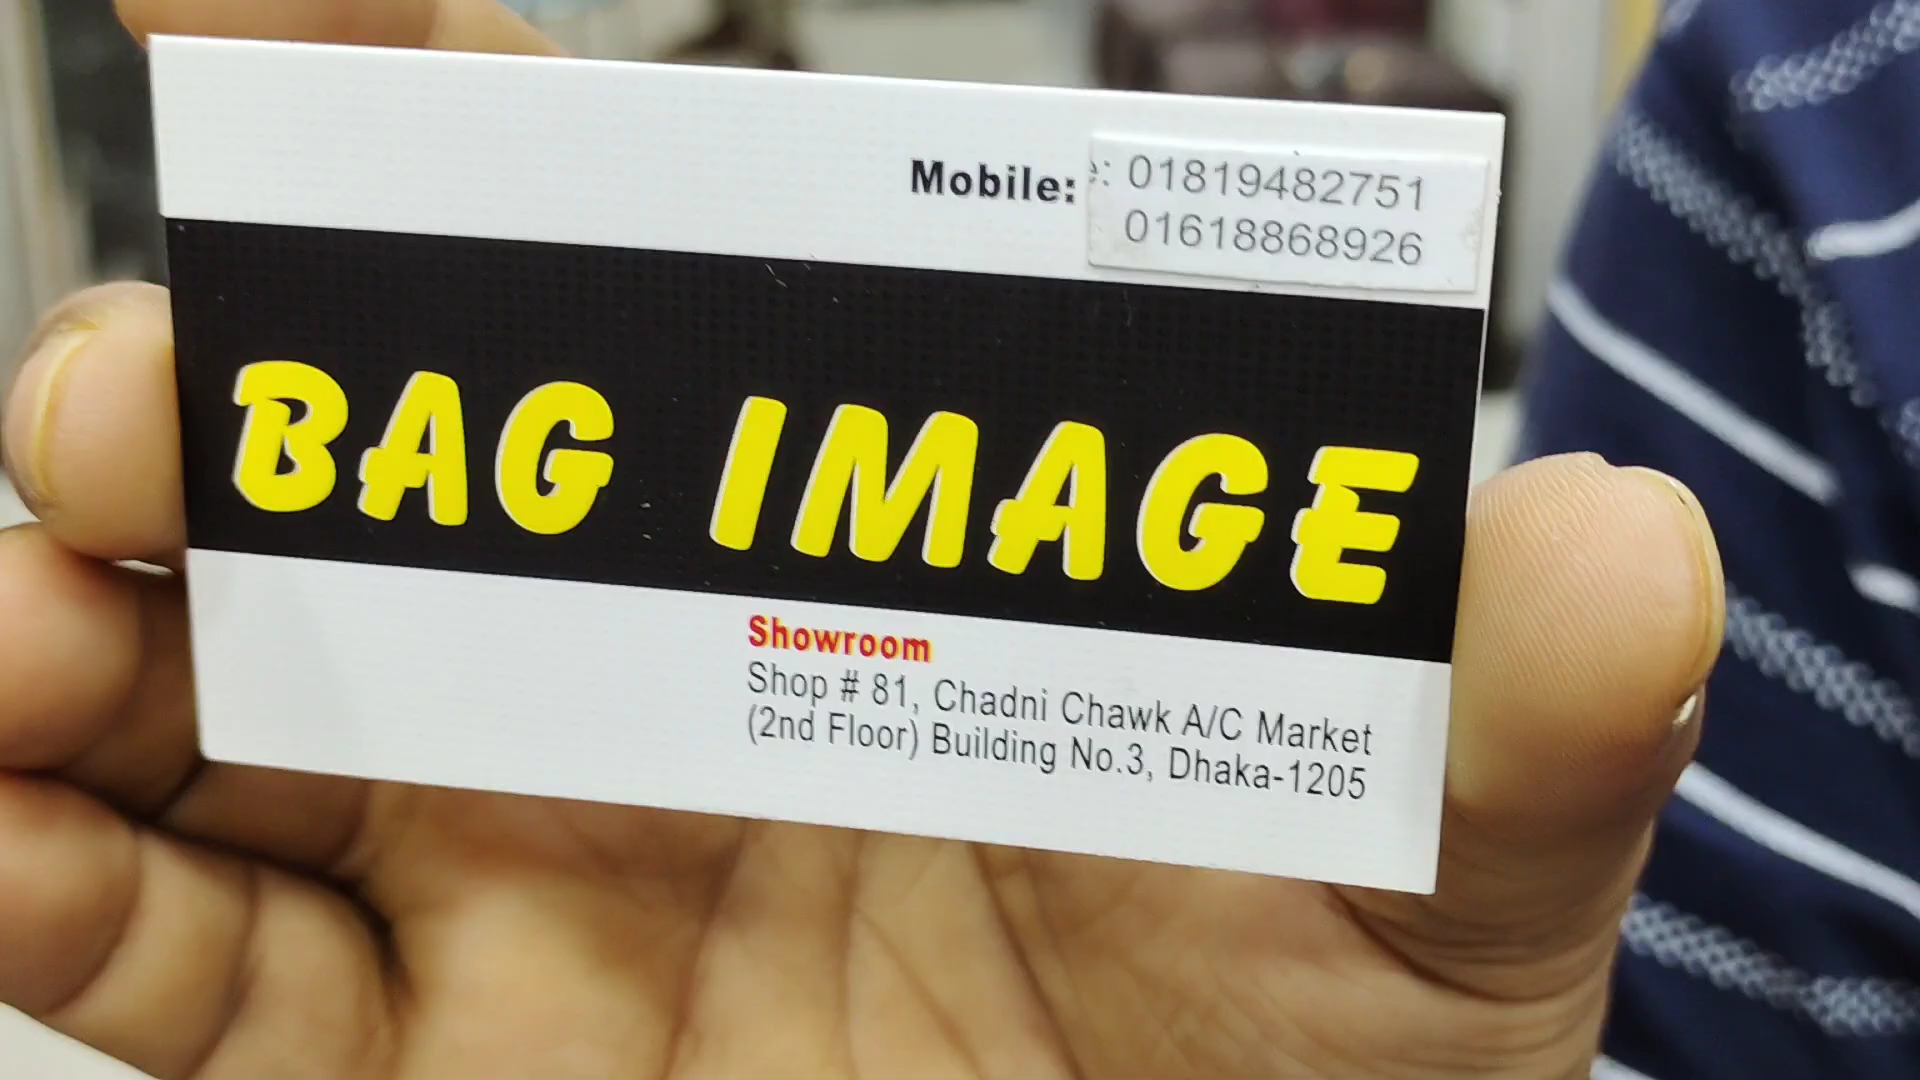 Mobile: e: 01819482751
01618868926
BAG IMAGE
Showroom
Shop # 81, Chadni Chawk A/C Market
(2nd Floor) Building No.3, Dhaka-1205